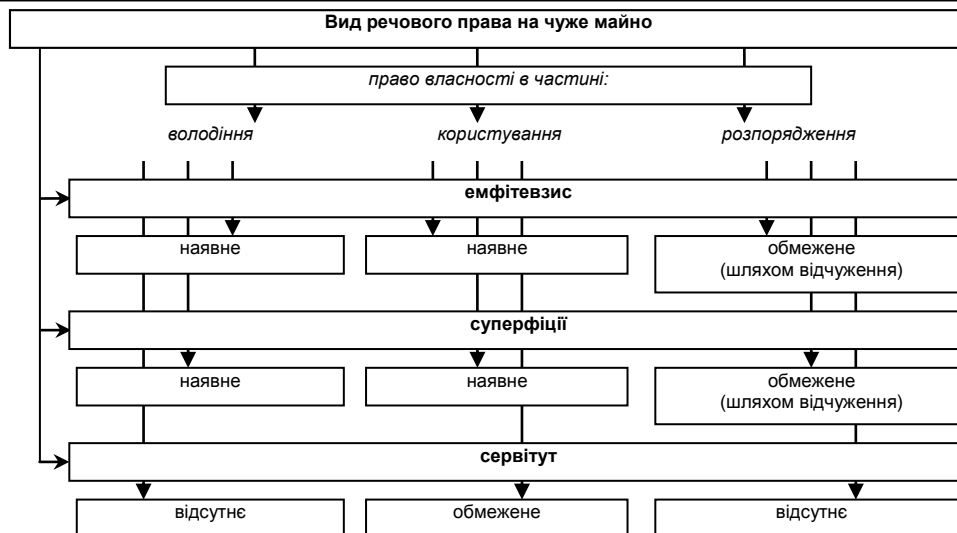 Вид речового права на чуже майно
право власності в частині:
володіння користування розпорядження
емфітевзис
наявне наявне обмежене
(шляхом відчуження)
суперфіції
наявне наявне обмежене
(шляхом відчуження)
сервітут
відсутнє обмежене відсутнє